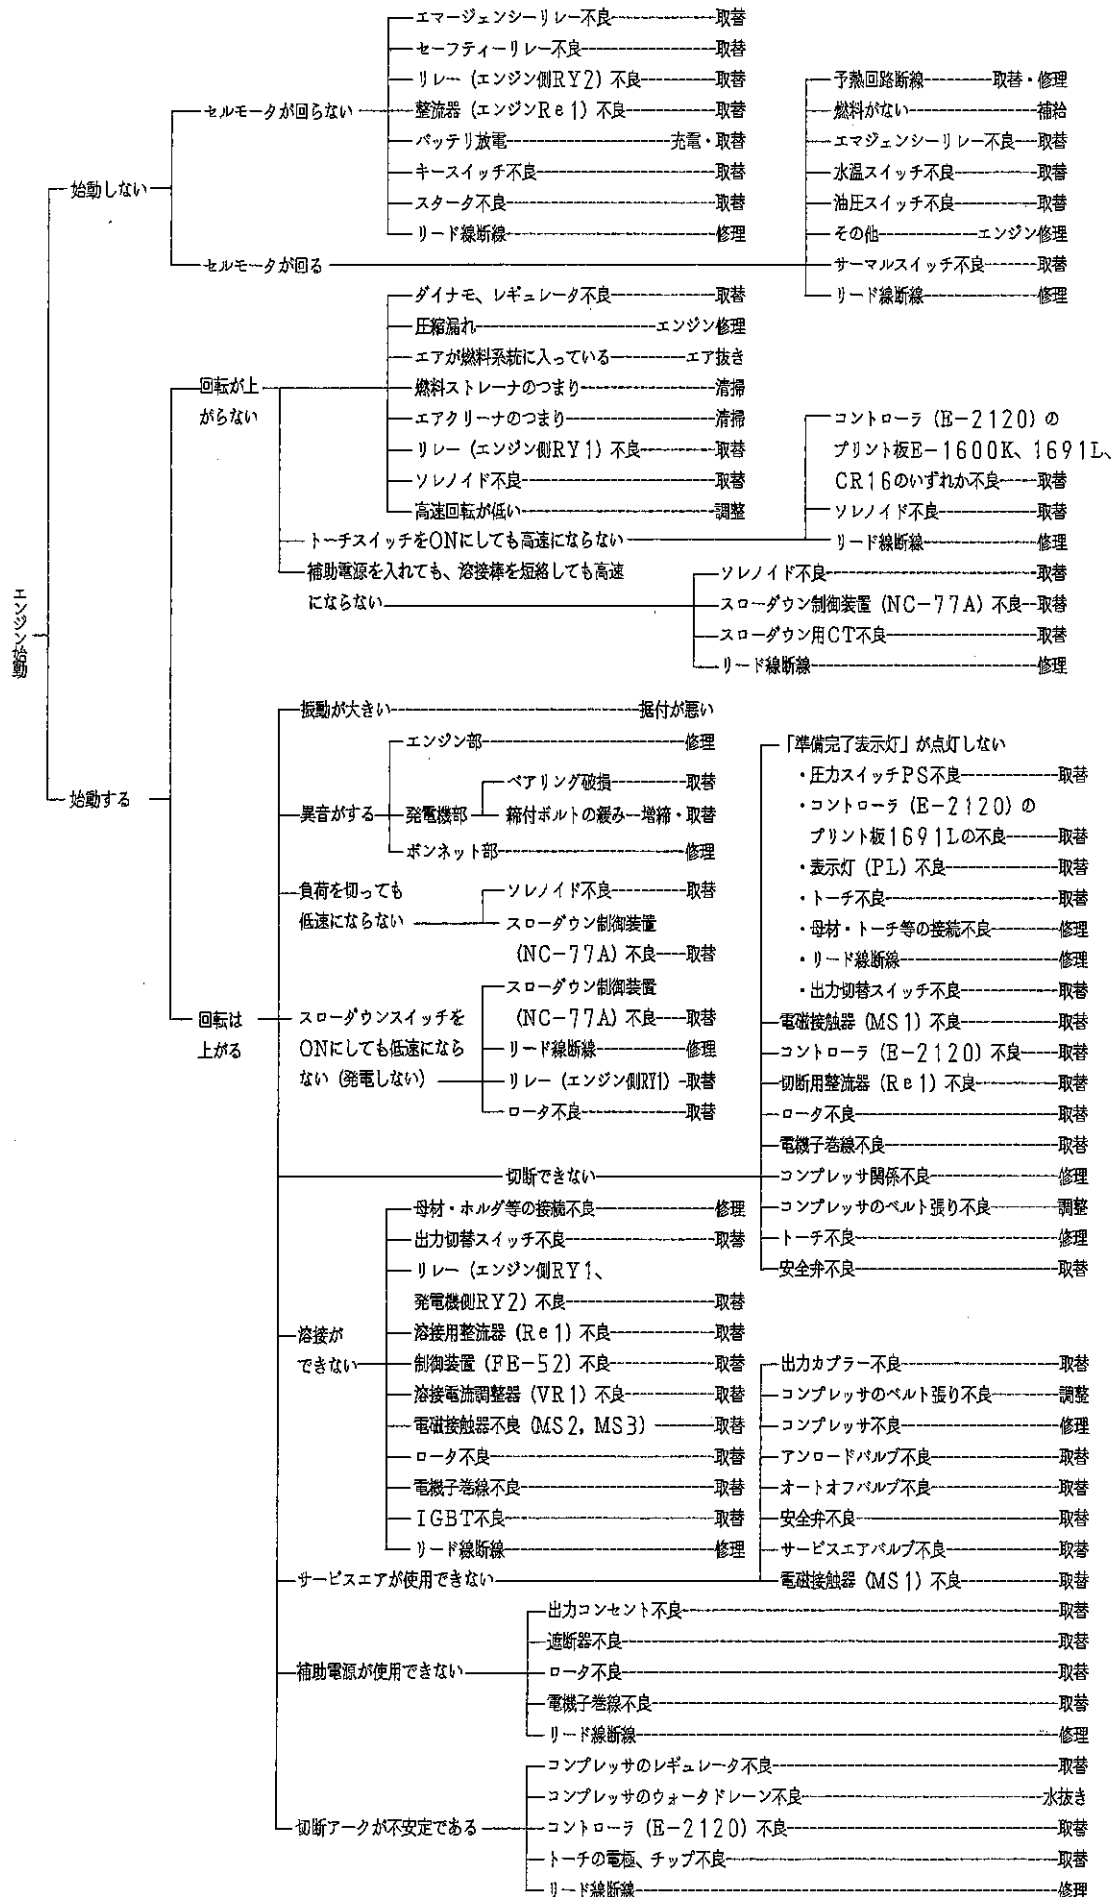 エンジン始動
始動しない
セルモータが回らない
エマージェンシーリレー不良 取替
セーフティーリレー不良 取替
リレー (エンジン側RY2) 不良 取替
整流器 (エンジンRe1) 不良 取替
バッテリ放電 充電・取替
キースイッチ不良 取替
スタータ不良 取替
リード線断線 修理
セルモータが回る
予熱回路断線 取替・修理
燃料がない 補給
エマジェンシーリレー不良 取替
水温スイッチ不良 取替
油圧スイッチ不良 取替
その他 エンジン修理
サーマルスイッチ不良 取替
リード線断線 修理
始動する
回転が上
がらない
ダイナモ、レギュレータ不良 取替
圧縮漏れ エンジン修理
エアが燃料系統に入っている エア抜き
燃料ストレーナのつまり 清掃
エアクリーナのつまり 清掃
リレー (エンジン側RY1) 不良 取替
ソレノイド不良 取替
高速回転が低い 調整
トーチスイッチをONにしても高速にならない
コントローラ (E-2120) の
プリント板E-1600K、1691L、
CR16のいずれか不良 取替
ソレノイド不良 取替
リード線断線 修理
補助電源を入れても、溶接棒を短絡しても高速
にならない
ソレノイド不良 取替
スローダウン制御装置 (NC-77A) 不良 取替
スローダウン用CT不良 取替
リード線断線 修理
回転は
上がる
振動が大きい 据付が悪い
異音がする
エンジン部 修理
発電機部
ベアリング破損 取替
締付ボルトの緩み 増締・取替
ボンネット部 修理
負荷を切っても
低速にならない
ソレノイド不良 取替
スローダウン制御装置
(NC-77A) 不良 取替
スローダウンスイッチを
ONにしても低速になら
ない (発電しない)
スローダウン制御装置
(NC-77A) 不良 取替
リード線断線 修理
リレー (エンジン側RY1) 取替
ロータ不良 取替
切断できない
「準備完了表示灯」が点灯しない
・圧力スイッチPS不良 取替
・コントローラ (E-2120) の
プリント板1691Lの不良 取替
・表示灯 (PL) 不良 取替
・トーチ不良 取替
・母材・トーチ等の接続不良 修理
・リード線断線 修理
・出力切替スイッチ不良 取替
電磁接触器 (MS1) 不良 取替
コントローラ (E-2120) 不良 取替
切断用整流器 (Re1) 不良 取替
ロータ不良 取替
電機子巻線不良 取替
コンプレッサ関係不良 修理
コンプレッサのベルト張り不良 調整
トーチ不良 修理
安全弁不良 取替
溶接が
できない
母材・ホルダ等の接続不良 修理
出力切替スイッチ不良 取替
リレー (エンジン側RY1、
発電機側RY2) 不良 取替
溶接用整流器 (Re1) 不良 取替
制御装置 (FE-52) 不良 取替
溶接電流調整器 (VR1) 不良 取替
電磁接触器不良 (MS2, MS3) 取替
ロータ不良 取替
電機子巻線不良 取替
IGBT不良 取替
リード線断線 修理
サービスエアが使用できない
出力カプラー不良 取替
コンプレッサのベルト張り不良 調整
コンプレッサ不良 修理
アンロードバルブ不良 取替
オートオフバルブ不良 取替
安全弁不良 取替
サービスエアバルブ不良 取替
電磁接触器 (MS1) 不良 取替
補助電源が使用できない
出力コンセント不良 取替
遮断器不良 取替
ロータ不良 取替
電機子巻線不良 取替
リード線断線 修理
切断アークが不安定である
コンプレッサのレギュレータ不良 取替
コンプレッサのウォータドレーン不良 水抜き
コントローラ (E-2120) 不良 取替
トーチの電極、チップ不良 取替
リード線断線 修理